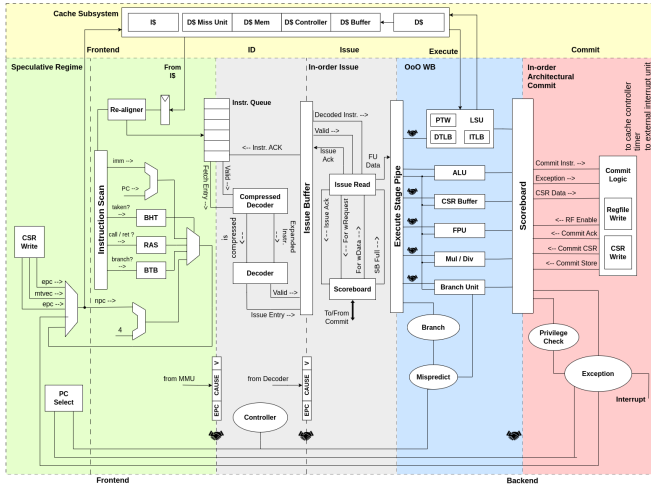 Cache Subsystem
I$
D$ Miss Unit
D$ Mem
D$ Controller
D$ Buffer
D$
Frontend
ID
Issue
Execute
Commit
Speculative Regime
From
I$
In-order Issue
OoO WB
In-order
Architectural
Commit
to cache controller
timer
to external interrupt unit
Re-aligner
Instr. Queue
Decoded Instr. -->
Valid -->
<-- Instr. ACK
Issue
Ack
FU
Data
PTW
LSU
DTLB
ITLB
Instruction Scan
imm -->
PC -->
taken?
BHT
call / ret ?
RAS
branch?
BTB
Fetch Entry -->
Valid -->
Compressed
Decoder
is
compressed
<--
<--
Expanded
Instr.
<--
<--
Decoder
Valid -->
Issue Entry -->
Issue Buffer
Issue Read
<-- Issue Ack
<-- For wRequest
For wData -->
SB Full -->
Scoreboard
To/From
Commit
Execute Stage Pipe
ALU
CSR Buffer
FPU
Mul / Div
Branch Unit
Scoreboard
Commit Instr. -->
Exception -->
CSR Data -->
<-- RF Enable
<-- Commit Ack
<-- Commit CSR
<-- Commit Store
Commit
Logic
Regfile
Write
CSR
Write
CSR
Write
epc -->
mtvec -->
epc -->
npc -->
4
Branch
Mispredict
Privilege
Check
Exception
Interrupt
PC
Select
from MMU
EPC
CAUSE
V
from Decoder
EPC
CAUSE
V
Controller
Frontend
Backend